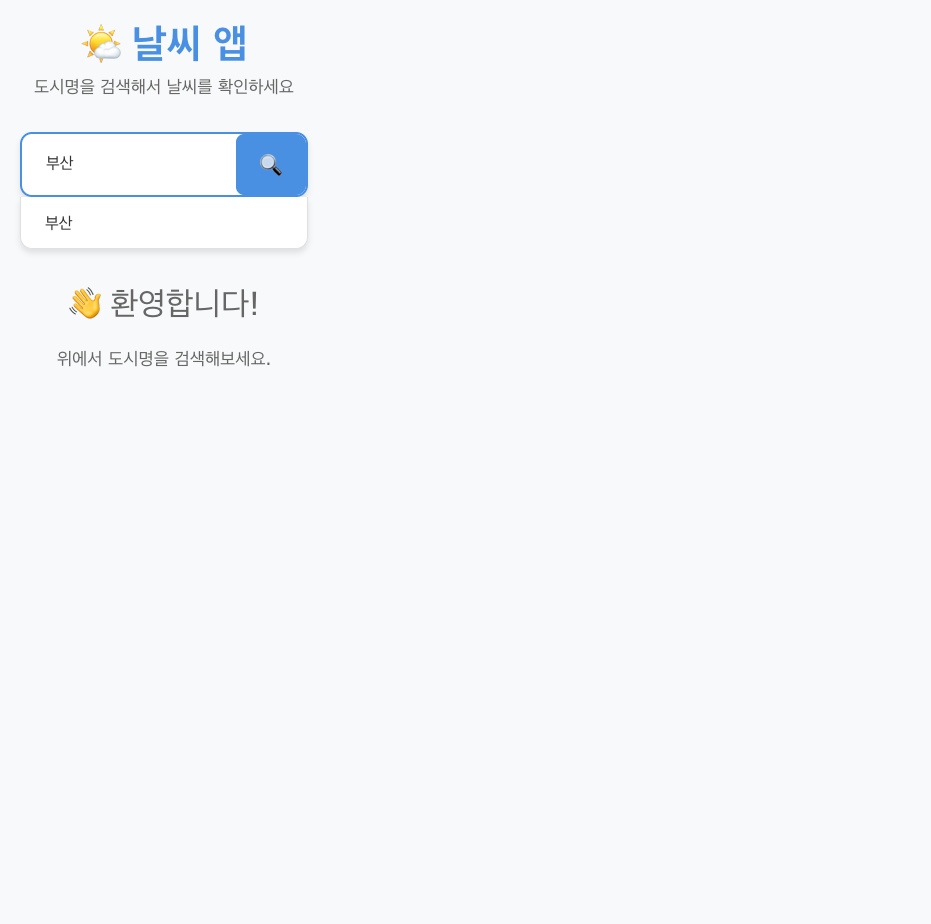 날씨 앱
도시명을 검색해서 날씨를 확인하세요
부산
부산
환영합니다!
위에서 도시명을 검색해보세요.